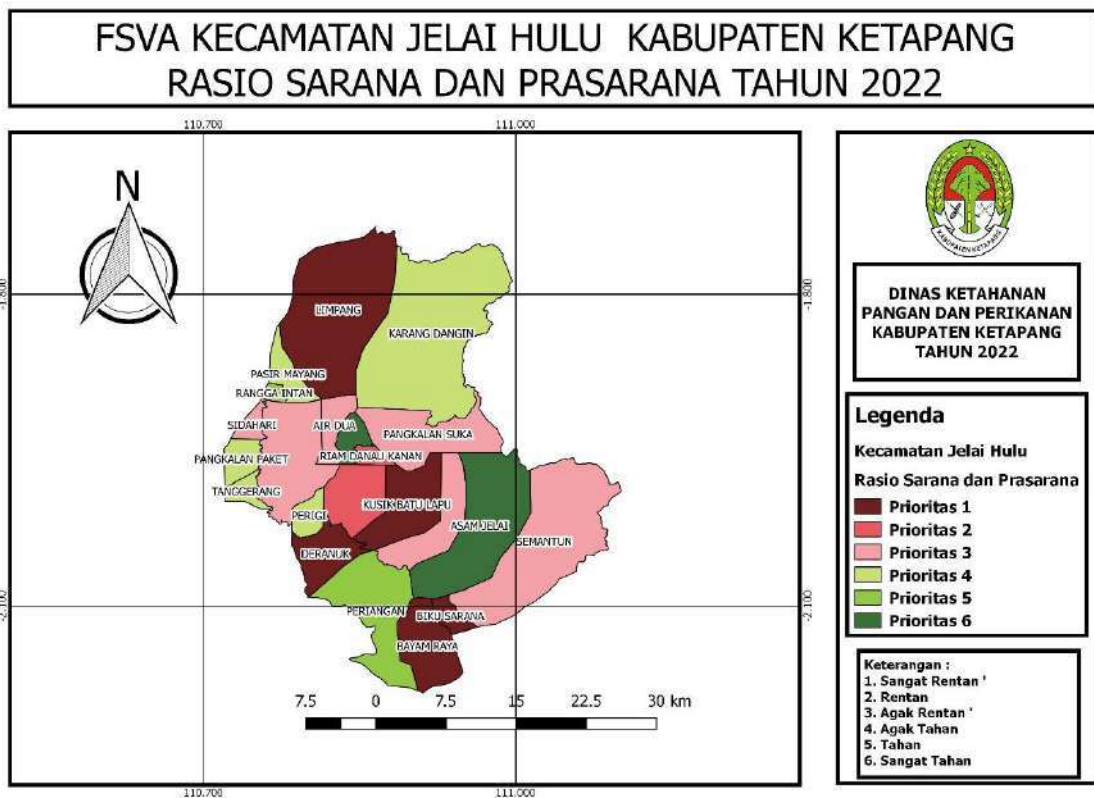 FSVA KECAMATAN JELAI HULU KABUPATEN KETAPANG
RASIO SARANA DAN PRASARANA TAHUN 2022
110.700
111.000
N
-1.800
-1.800
LIMPANG
KARANG DANGIN
PASIR MAYANG
RANGGA INTAN
SIDAHARI
AIR DUA
PANGKALAN SUKA
PANGKALAN PAKET
RIAM DANAU KANAN
TANGGERANG
KUSIK BATU LAPU
PERIGI
ASAM JELAI
SEMANTUN
DERANUK
-2.100
-2.100
PERIANGAN
BIKU SARANA
BAYAM RAYA
7.5 0 7.5 15 22.5 30 km
110.700
111.000
KABUPATEN KETAPANG
DINAS KETAHANAN
PANGAN DAN PERIKANAN
KABUPATEN KETAPANG
TAHUN 2022
Legenda
Kecamatan Jelai Hulu
Rasio Sarana dan Prasarana
Prioritas 1
Prioritas 2
Prioritas 3
Prioritas 4
Prioritas 5
Prioritas 6
Keterangan :
1. Sangat Rentan '
2. Rentan
3. Agak Rentan '
4. Agak Tahan
5. Tahan
6. Sangat Tahan